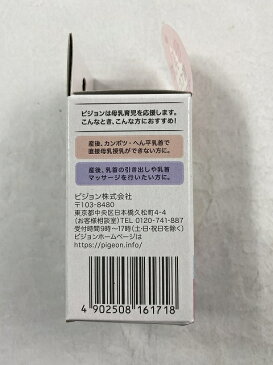 ピジョンは母乳育児を応援します。
こんなとき、こんな方におすすめ!
産後、カンボツ・へん平乳首で
直接母乳授乳ができない方に。
産後、乳首の引き出しや乳首
マッサージを行いたい方に。
ピジョン株式会社
〒103-8480
東京都中央区日本橋久松町4-4
《お客様相談室》TEL 0120-741-887
受付時間9時〜17時(土・日・祝日を除く)
ピジョンホームページは
https://pigeon.info/
4 902508 161718